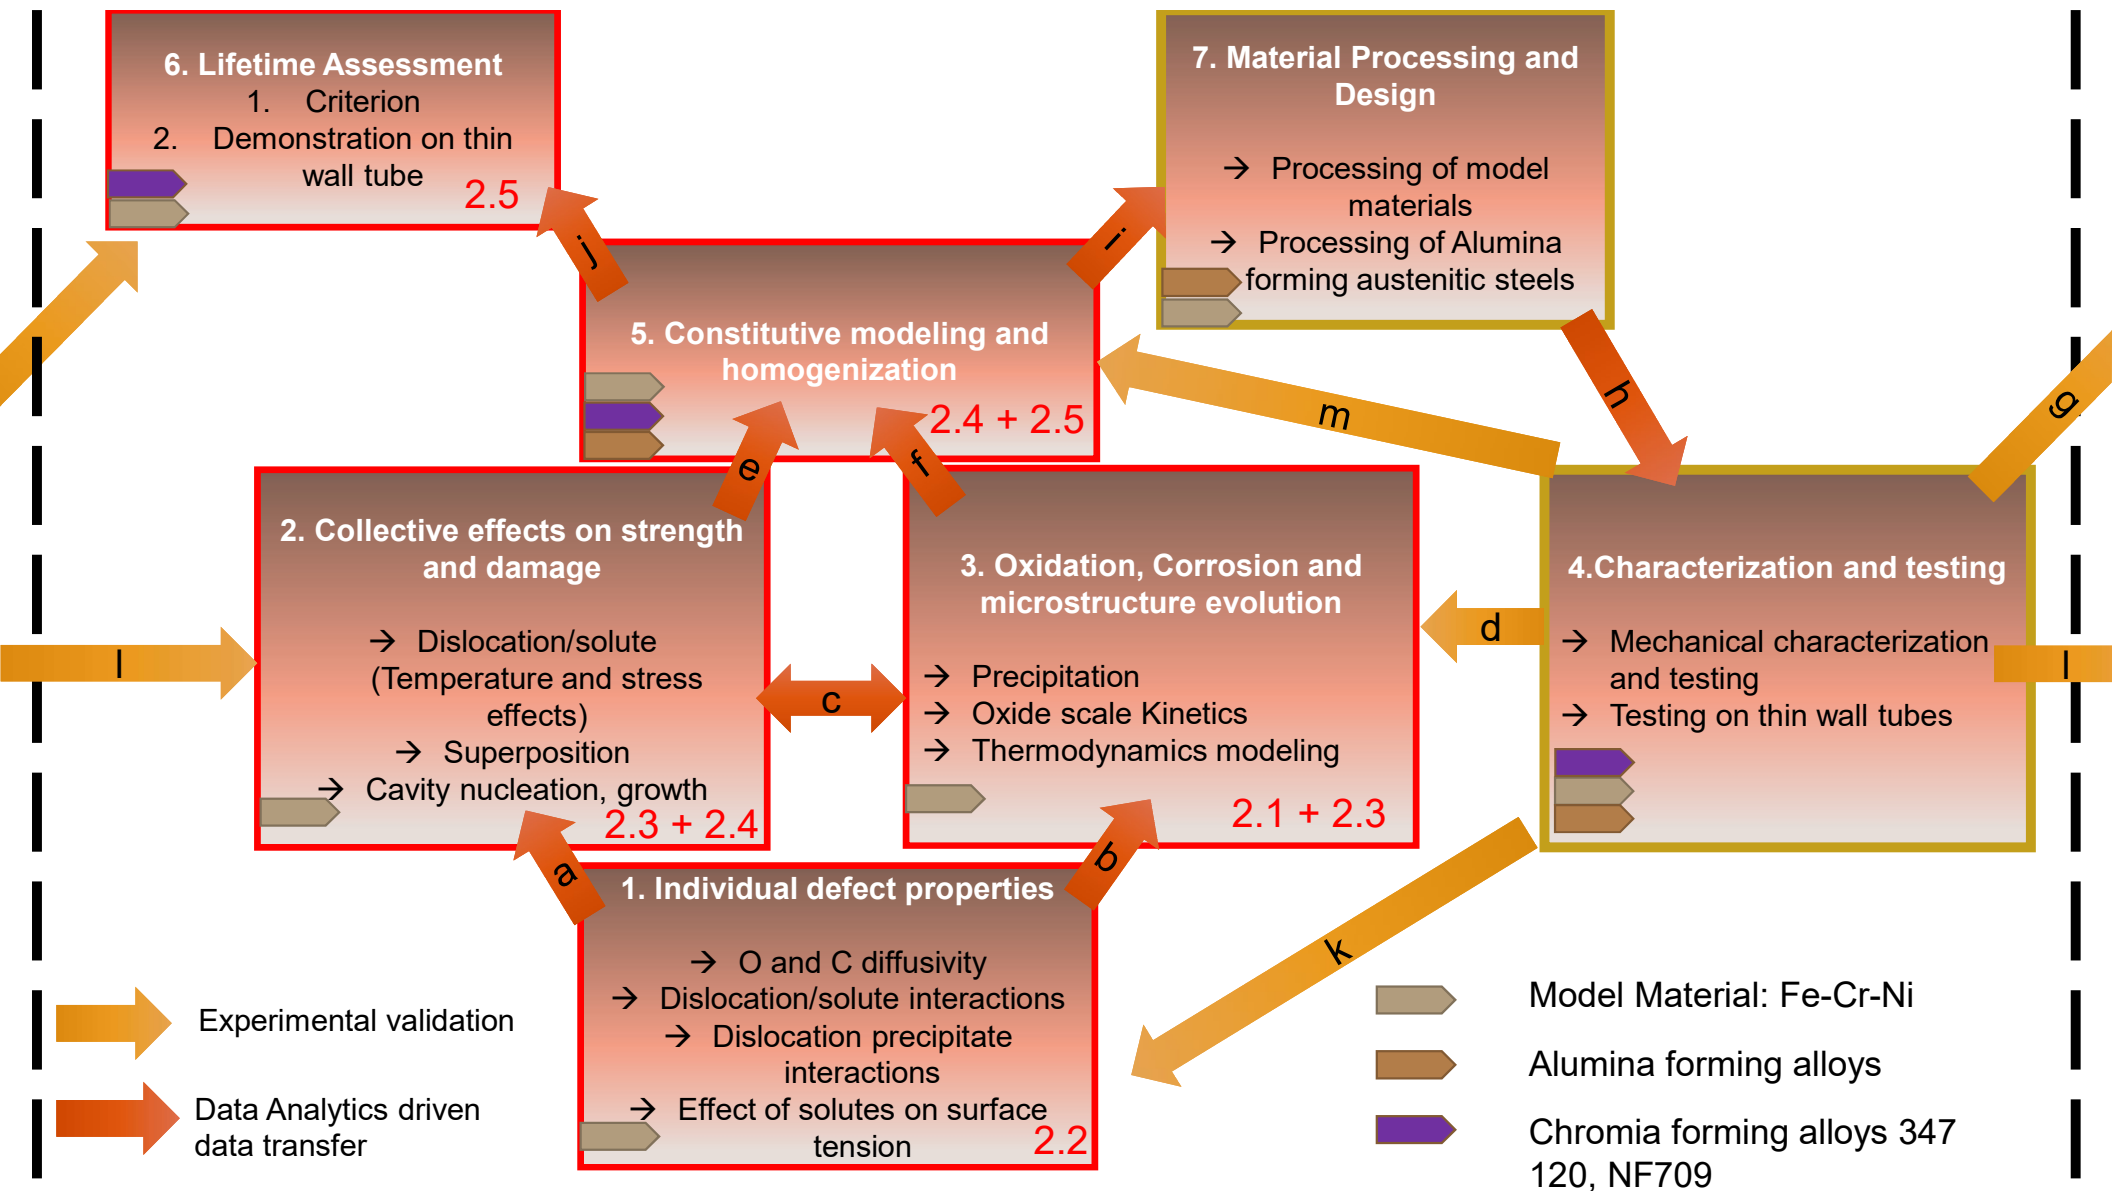 6. Lifetime Assessment
1. Criterion
2. Demonstration on thin
wall tube
2.5
7. Material Processing and
Design
→ Processing of model
materials
→ Processing of Alumina
forming austenitic steels
j
i
5. Constitutive modeling and
homogenization
2.4 + 2.5
h
m
g
e
f
2. Collective effects on strength
and damage
→ Dislocation/solute
(Temperature and stress
effects)
→ Superposition
→ Cavity nucleation, growth
2.3 + 2.4
3. Oxidation, Corrosion and
microstructure evolution
→ Precipitation
→ Oxide scale Kinetics
→ Thermodynamics modeling
2.1 + 2.3
4.Characterization and testing
→ Mechanical characterization
and testing
→ Testing on thin wall tubes
l
c
d
l
a
b
k
1. Individual defect properties
→ O and C diffusivity
→ Dislocation/solute interactions
→ Dislocation precipitate
interactions
→ Effect of solutes on surface
tension
2.2
Experimental validation
Data Analytics driven
data transfer
Model Material: Fe-Cr-Ni
Alumina forming alloys
Chromia forming alloys 347
120, NF709